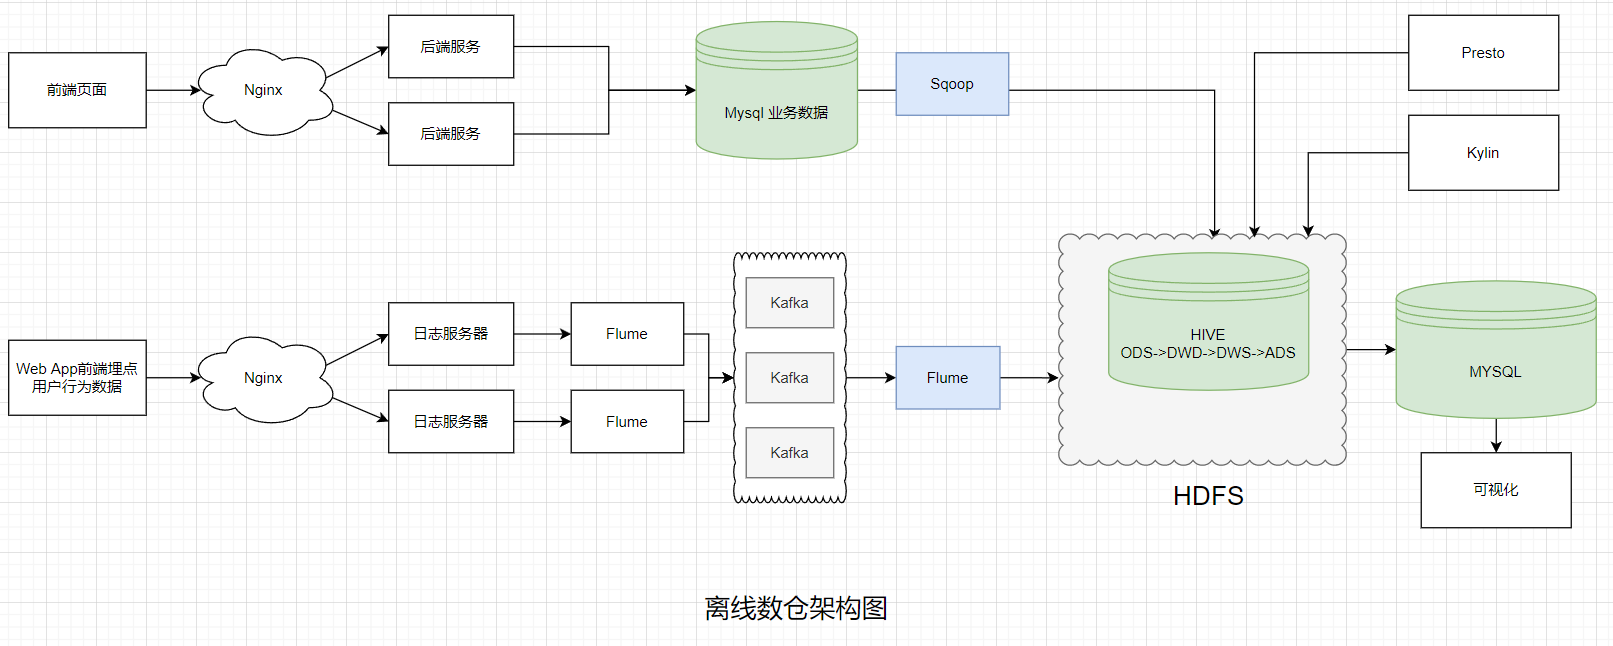 前端页面
Nginx
后端服务
后端服务
Mysql 业务数据
Sqoop
Presto
Kylin
Web App前端埋点
用户行为数据
Nginx
日志服务器
日志服务器
Flume
Flume
Kafka
Kafka
Kafka
Flume
HIVE
ODS->DWD->DWS->ADS
HDFS
MYSQL
可视化
离线数仓架构图